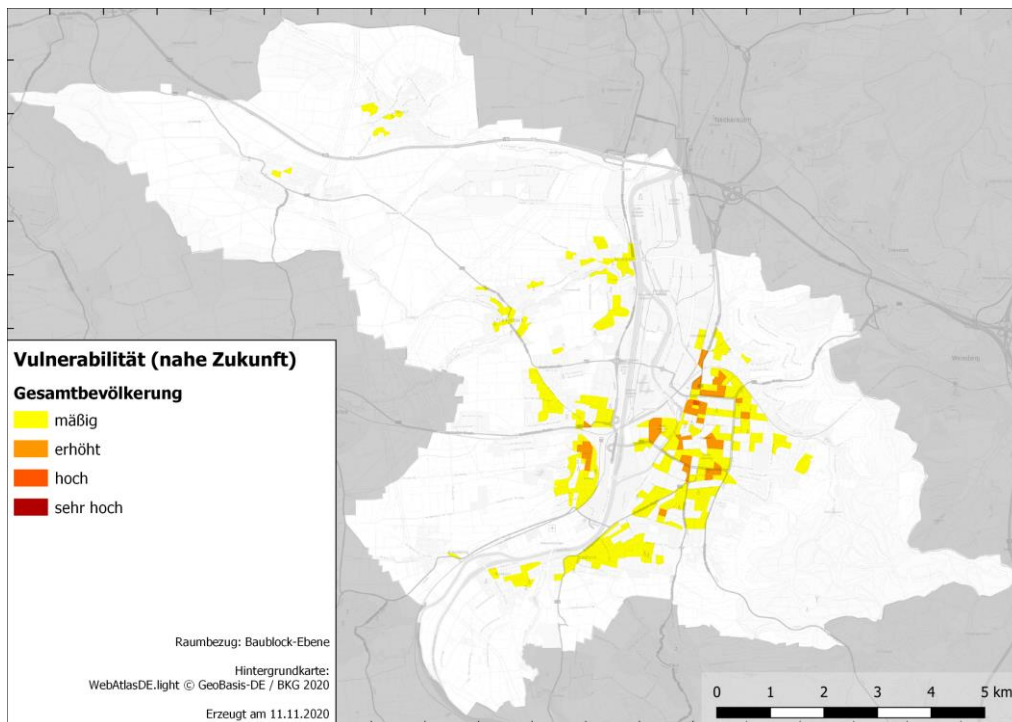 Vulnerabilität (nahe Zukunft)
Gesamtbevölkerung
mäßig
erhöht
hoch
sehr hoch
Raumbezug: Baublock-Ebene
Hintergrundkarte:
WebAtlasDE.light © GeoBasis-DE / BKG 2020
Erzeugt am 11.11.2020
0 1 2 3 4 5 km